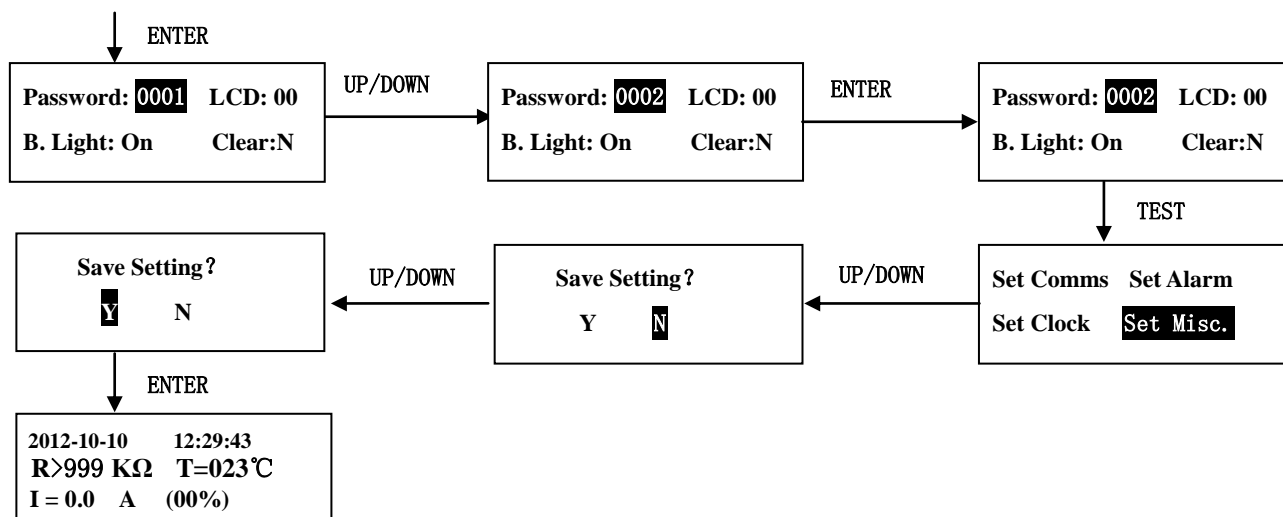 ENTER
Password: 0001 LCD: 00
B. Light: On Clear:N
UP/DOWN
Password: 0002 LCD: 00
B. Light: On Clear:N
ENTER
Password: 0002 LCD: 00
B. Light: On Clear:N
TEST
Set Comms Set Alarm
Set Clock Set Misc.
UP/DOWN
Save Setting?
Y N
UP/DOWN
Save Setting?
Y N
ENTER
2012-10-10 12:29:43
R>999 KΩ T=023℃
I = 0.0 A (00%)